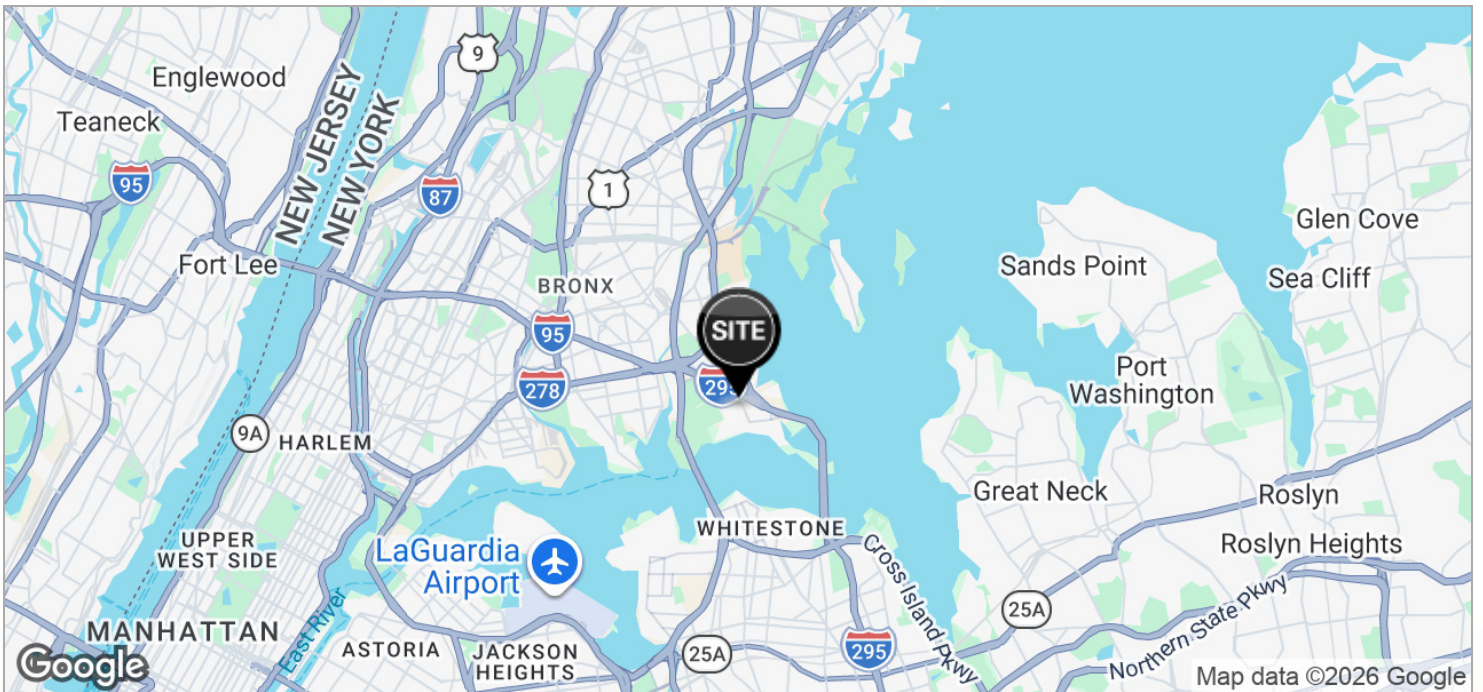 9
Englewood
Teaneck
NEW JERSEY
NEW YORK
95
87
1
Glen Cove
Fort Lee
Sands Point
Sea Cliff
BRONX
95
SITE
278
295
Port
Washington
9A
HARLEM
Great Neck
Roslyn
WHITESTONE
UPPER
WEST SIDE
LaGuardia
Airport
Roslyn Heights
Cross Island Pkwy
25A
Northern State Pkwy
East River
MANHATTAN
ASTORIA
JACKSON
HEIGHTS
25A
295
Google
Map data ©2026 Google